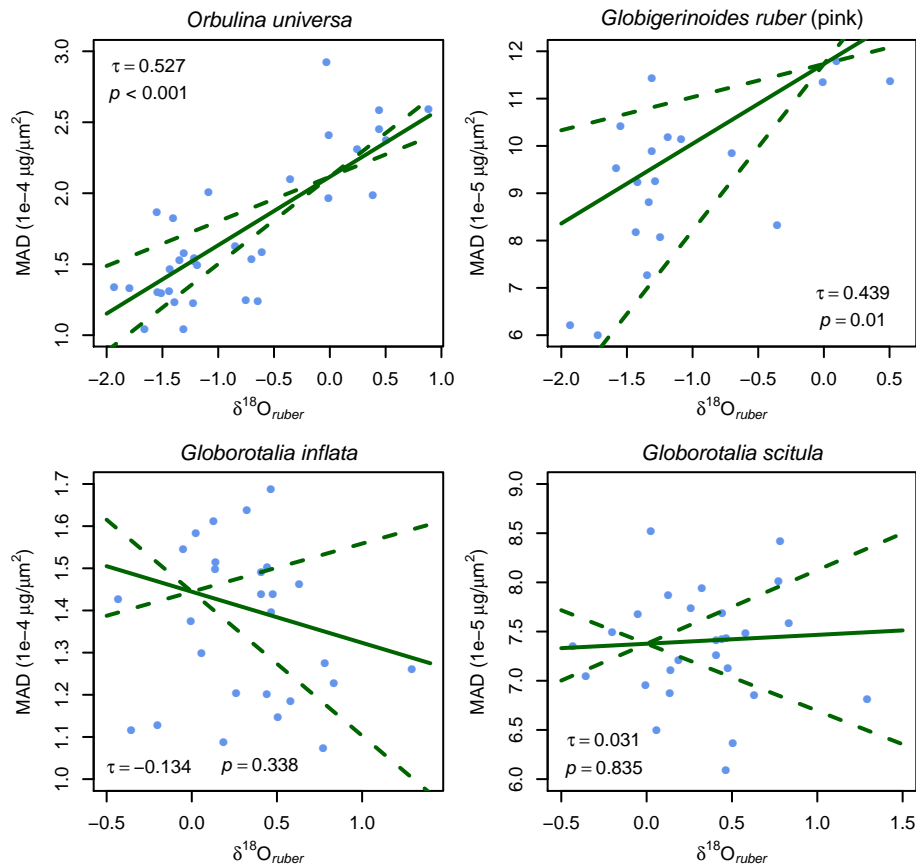 Orbulina universa
3.0
2.5
2.0
1.5
1.0
MAD (1e−4 μg/μm²)
τ = 0.527
p < 0.001
−2.0 −1.5 −1.0 −0.5 0.0 0.5 1.0
δ¹⁸O_ruber
Globigerinoides ruber (pink)
12
11
10
9
8
7
6
MAD (1e−5 μg/μm²)
τ = 0.439
p = 0.01
−2.0 −1.5 −1.0 −0.5 0.0 0.5
δ¹⁸O_ruber
Globorotalia inflata
1.7
1.6
1.5
1.4
1.3
1.2
1.1
1.0
MAD (1e−4 μg/μm²)
τ = −0.134 p = 0.338
−0.5 0.0 0.5 1.0
δ¹⁸O_ruber
Globorotalia scitula
9.0
8.5
8.0
7.5
7.0
6.5
6.0
MAD (1e−5 μg/μm²)
τ = 0.031
p = 0.835
−0.5 0.0 0.5 1.0 1.5
δ¹⁸O_ruber